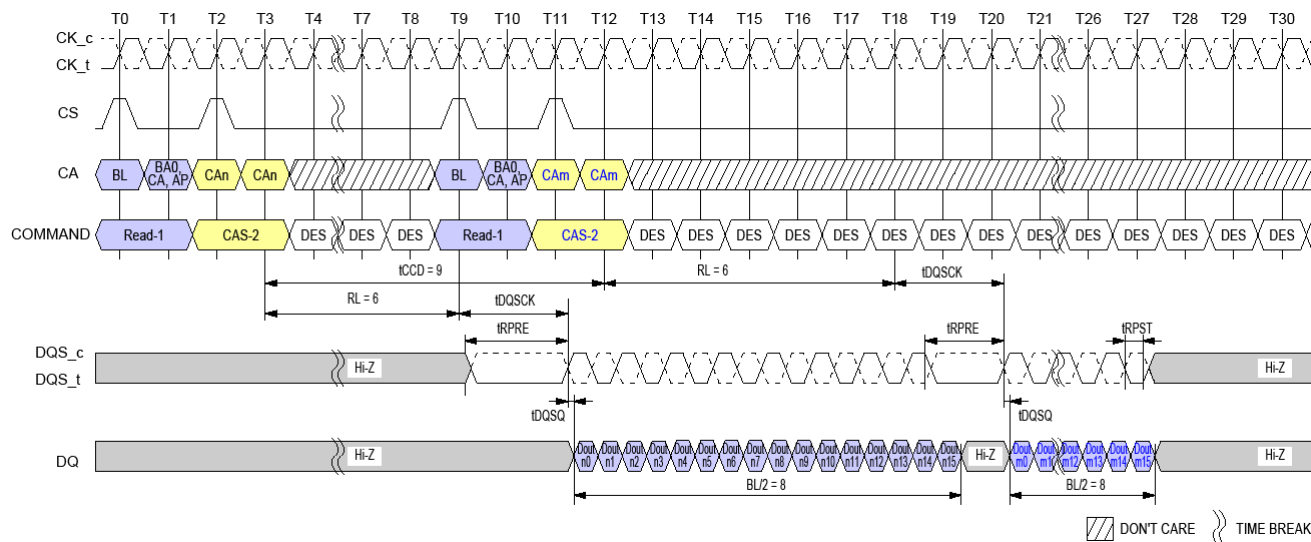 T0 T1 T2 T3 T4 T7 T8 T9 T10 T11 T12 T13 T14 T15 T16 T17 T18 T19 T20 T21 T26 T27 T28 T29 T30
CK_c
CK_t
CS
CA BL BA0, CA, AP CAn CAn BL BA0, CA, AP CAm CAm
COMMAND Read-1 CAS-2 DES DES DES Read-1 CAS-2 DES DES DES DES DES DES DES DES DES DES DES DES DES DES
tCCD = 9 RL = 6 tDQSCK
RL = 6 tDQSCK
tRPRE tRPRE tRPST
DQS_c
DQS_t
Hi-Z Hi-Z
tDQSQ tDQSQ
DQ Hi-Z Dout n0 Dout n1 Dout n2 Dout n3 Dout n4 Dout n5 Dout n6 Dout n7 Dout n8 Dout n9 Dout n10 Dout n11 Dout n12 Dout n13 Dout n14 Dout n15 Hi-Z Dout m0 Dout m1 Dout m12 Dout m13 Dout m14 Dout m15 Hi-Z
BL/2 = 8 BL/2 = 8
DON'T CARE TIME BREAK